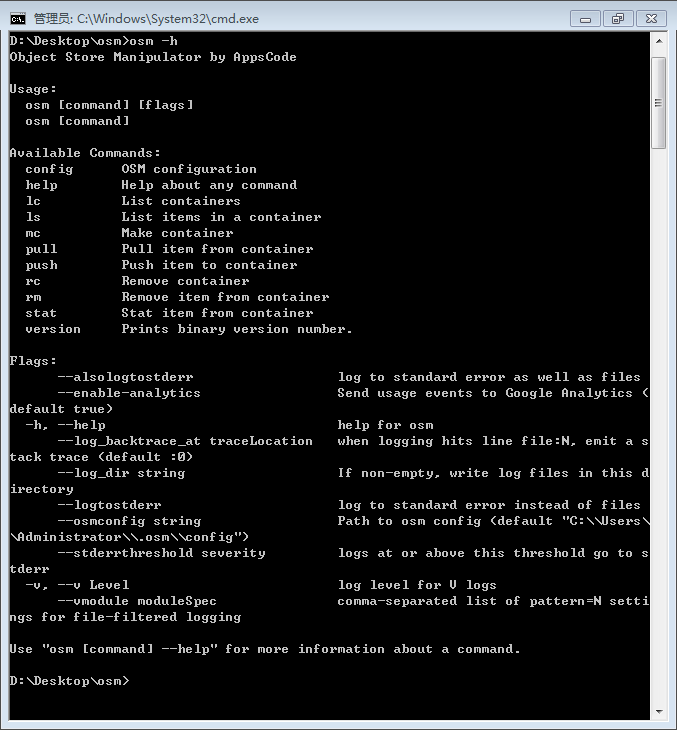 管理员: C:\Windows\System32\cmd.exe
D:\Desktop\osm>osm -h
Object Store Manipulator by AppsCode
Usage:
osm [command] [flags]
osm [command]
Available Commands:
config OSM configuration
help Help about any command
lc List containers
ls List items in a container
mc Make container
pull Pull item from container
push Push item to container
rc Remove container
rm Remove item from container
stat Stat item from container
version Prints binary version number.
Flags:
--alsologtostderr log to standard error as well as files
--enable-analytics Send usage events to Google Analytics (
default true)
-h, --help help for osm
--log_backtrace_at traceLocation when logging hits line file:N, emit a s
tack trace (default :0)
--log_dir string If non-empty, write log files in this d
irectory
--logtostderr log to standard error instead of files
--osmconfig string Path to osm config (default "C:\\Users\
\Administrator\\.osm\\config")
--stderrthreshold severity logs at or above this threshold go to s
tderr
-v, --v Level log level for V logs
--vmodule moduleSpec comma-separated list of pattern=N setti
ngs for file-filtered logging
Use "osm [command] --help" for more information about a command.
D:\Desktop\osm>